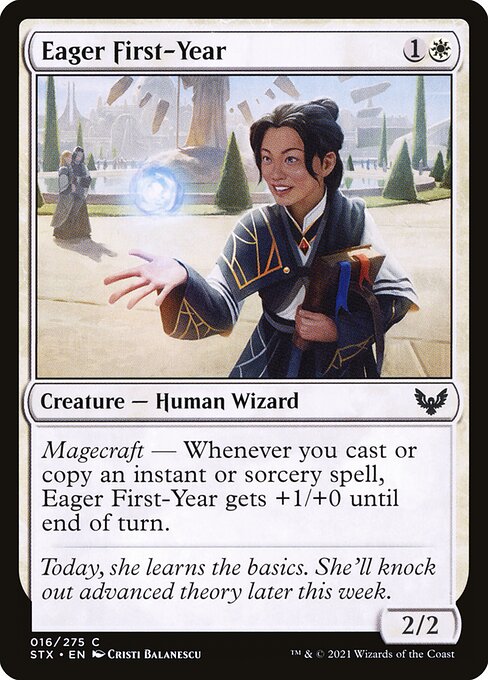 Eager First-Year 1
Creature — Human Wizard
Magecraft — Whenever you cast or
copy an instant or sorcery spell,
Eager First-Year gets +1/+0 until
end of turn.
Today, she learns the basics. She'll knock
out advanced theory later this week.
2/2
016/275 C
STX • EN Cristi Balanescu
™ & © 2021 Wizards of the Coast